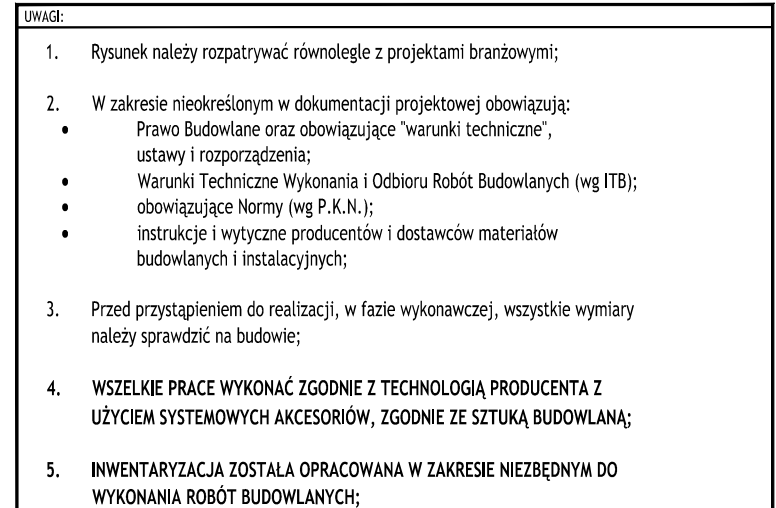 UWAGI:
1. Rysunek należy rozpatrywać równolegle z projektami branżowymi;
2. W zakresie nieokreślonym w dokumentacji projektowej obowiązują:
• Prawo Budowlane oraz obowiązujące "warunki techniczne",
ustawy i rozporządzenia;
• Warunki Techniczne Wykonania i Odbioru Robót Budowlanych (wg ITB);
• obowiązujące Normy (wg P.K.N.);
• instrukcje i wytyczne producentów i dostawców materiałów
budowlanych i instalacyjnych;
3. Przed przystąpieniem do realizacji, w fazie wykonawczej, wszystkie wymiary
należy sprawdzić na budowie;
4. WSZELKIE PRACE WYKONAĆ ZGODNIE Z TECHNOLOGIĄ PRODUCENTA Z
UŻYCIEM SYSTEMOWYCH AKCESORIÓW, ZGODNIE ZE SZTUKĄ BUDOWLANĄ;
5. INWENTARYZACJA ZOSTAŁA OPRACOWANA W ZAKRESIE NIEZBĘDNYM DO
WYKONANIA ROBÓT BUDOWLANYCH;